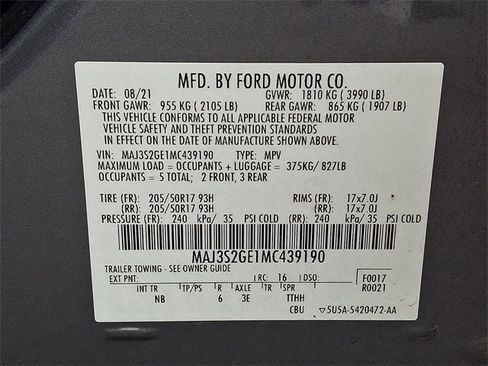 MFD. BY FORD MOTOR CO.
DATE: 08/21 GVWR: 1810 KG ( 3990 LB)
FRONT GAWR: 955 KG ( 2105 LB) REAR GAWR: 865 KG ( 1907 LB)
THIS VEHICLE CONFORMS TO ALL APPLICABLE FEDERAL MOTOR
VEHICLE SAFETY AND THEFT PREVENTION STANDARDS
IN EFFECT ON THE DATE OF MANUFACTURE SHOWN ABOVE.
VIN: MAJ3S2GE1MC439190 TYPE: MPV
MAXIMUM LOAD = OCCUPANTS + LUGGAGE = 375KG/ 827LB
OCCUPANTS = 5 TOTAL; 2 FRONT, 3 REAR
TIRE (FR): 205/50R17 93H RIMS (FR): 17x7.0J
(RR): 205/50R17 93H (RR): 17x7.0J
PRESSURE (FR): 240 kPa/ 35 PSI COLD (RR): 240 kPa/ 35 PSI COLD
MAJ3S2GE1MC439190
TRAILER TOWING - SEE OWNER GUIDE
EXT PNT: RC: 16 DSO: F0017
R0021
INT TR TP/PS R AXLE TR SPR
NB 6 3E TTHH
CBU 5U5A-5420472-AA